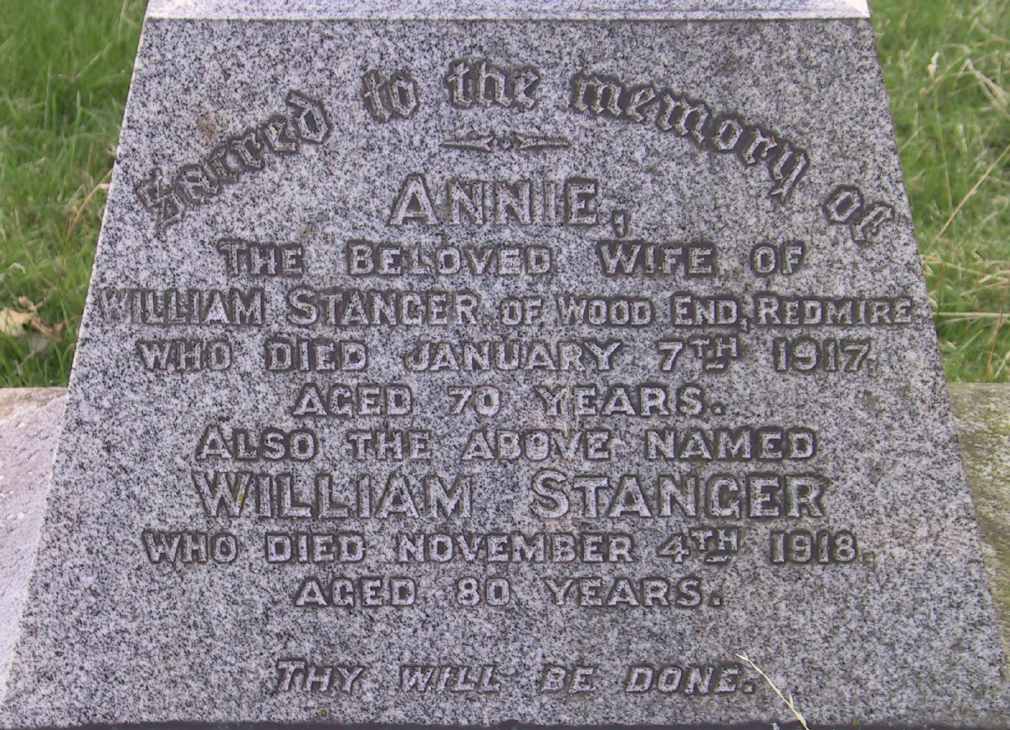 Sacred to the memory of
ANNIE,
THE BELOVED WIFE OF
WILLIAM STANGER OF WOOD END, REDMIRE
WHO DIED JANUARY 7TH 1917,
AGED 70 YEARS.
ALSO THE ABOVE NAMED
WILLIAM STANGER
WHO DIED NOVEMBER 4TH 1918.
AGED 80 YEARS.
THY WILL BE DONE.